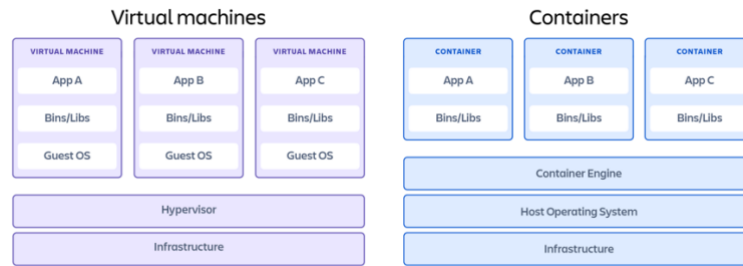 Virtual machines
VIRTUAL MACHINE
App A
Bins/Libs
Guest OS
VIRTUAL MACHINE
App B
Bins/Libs
Guest OS
VIRTUAL MACHINE
App C
Bins/Libs
Guest OS
Hypervisor
Infrastructure
Containers
CONTAINER
App A
Bins/Libs
CONTAINER
App B
Bins/Libs
CONTAINER
App C
Bins/Libs
Container Engine
Host Operating System
Infrastructure